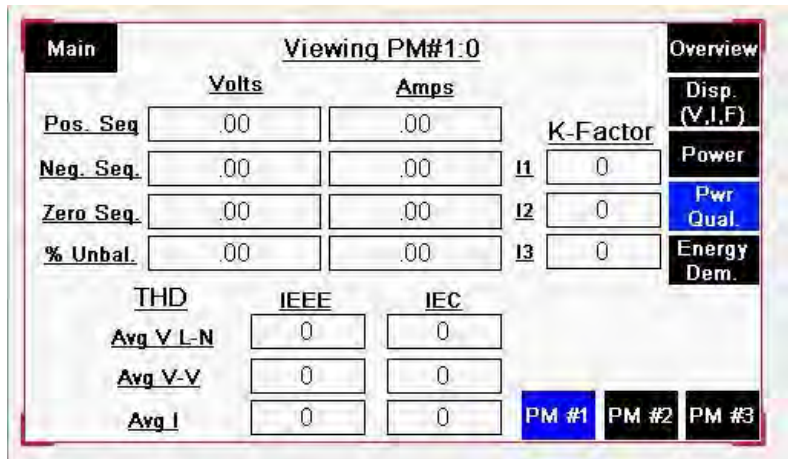 Main Viewing PM#1:0 Overview
Volts Amps Disp. (V,I,F)
Pos. Seq .00 .00 K-Factor
Neg. Seq. .00 .00 I1 0 Power
Zero Seq. .00 .00 I2 0 Pwr Qual.
% Unbal. .00 .00 I3 0 Energy Dem.
THD IEEE IEC
Avg V L-N 0 0
Avg V-V 0 0
Avg I 0 0 PM #1 PM #2 PM #3